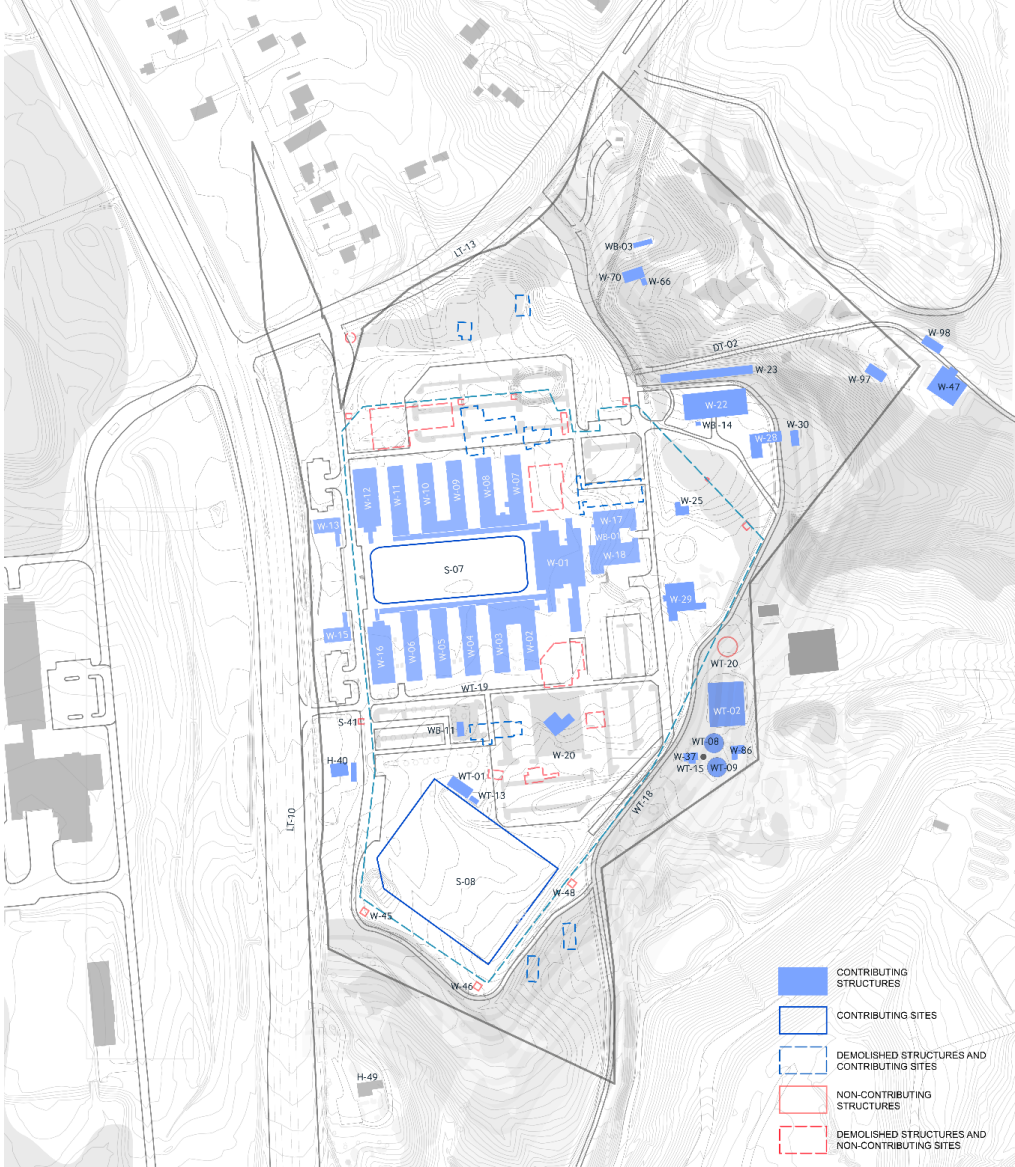 LT-13
WB-03
W-70
W-66
W-98
DT-02
W-23
W-97
W-47
W-22
WB-14
W-28
W-30
W-12
W-11
W-10
W-09
W-08
W-07
W-25
W-13
W-17
WB-01
W-18
W-01
S-07
W-29
W-15
W-16
W-06
W-05
W-04
W-03
W-02
WT-20
WT-19
WT-02
S-41
WB-11
WT-08
W-20
W-37
W-86
WT-15
WT-09
H-40
WT-01
WT-13
WT-18
LT-10
S-08
W-48
W-45
W-46
H-49
CONTRIBUTING
STRUCTURES
CONTRIBUTING SITES
DEMOLISHED STRUCTURES AND
CONTRIBUTING SITES
NON-CONTRIBUTING
STRUCTURES
DEMOLISHED STRUCTURES AND
NON-CONTRIBUTING SITES